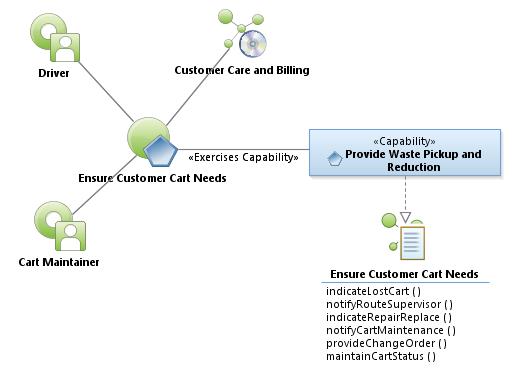 Driver
Customer Care and Billing
«Exercises Capability»
Ensure Customer Cart Needs
Cart Maintainer
«Capability»
Provide Waste Pickup and
Reduction
Ensure Customer Cart Needs
indicateLostCart ( )
notifyRouteSupervisor ( )
indicateRepairReplace ( )
notifyCartMaintenance ( )
provideChangeOrder ( )
maintainCartStatus ( )